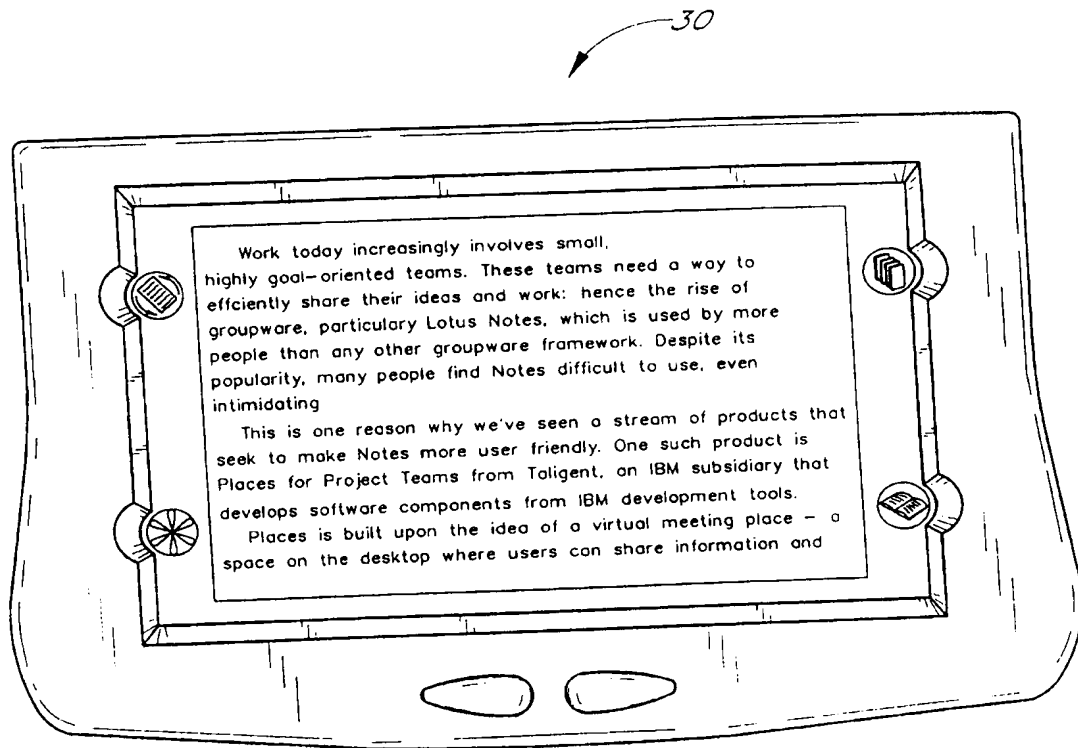 30
Work today increasingly involves small,
highly goal-oriented teams. These teams need a way to
effciently share their ideas and work: hence the rise of
groupware, particulary Lotus Notes, which is used by more
people than any other groupware framework. Despite its
popularity, many people find Notes difficult to use, even
intimidating
This is one reason why we've seen a stream of products that
seek to make Notes more user friendly. One such product is
Places for Project Teams from Taligent, an IBM subsidiary that
develops software components from IBM development tools.
Places is built upon the idea of a virtual meeting place - a
space on the desktop where users can share information and